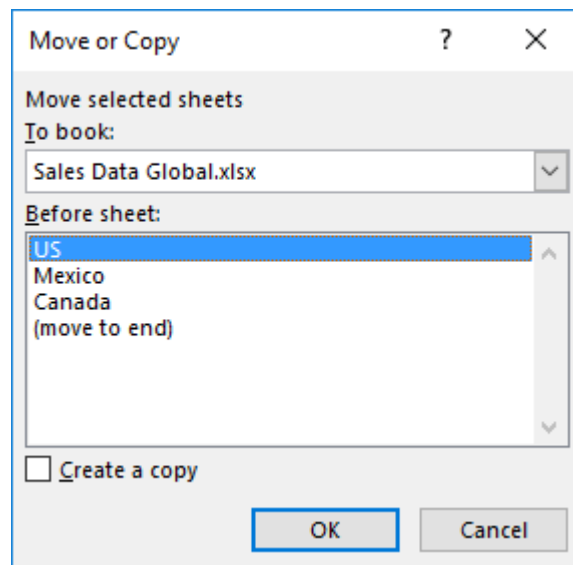 Move or Copy ?
Move selected sheets
To book:
Sales Data Global.xlsx
Before sheet:
US
Mexico
Canada
(move to end)
Create a copy
OK Cancel